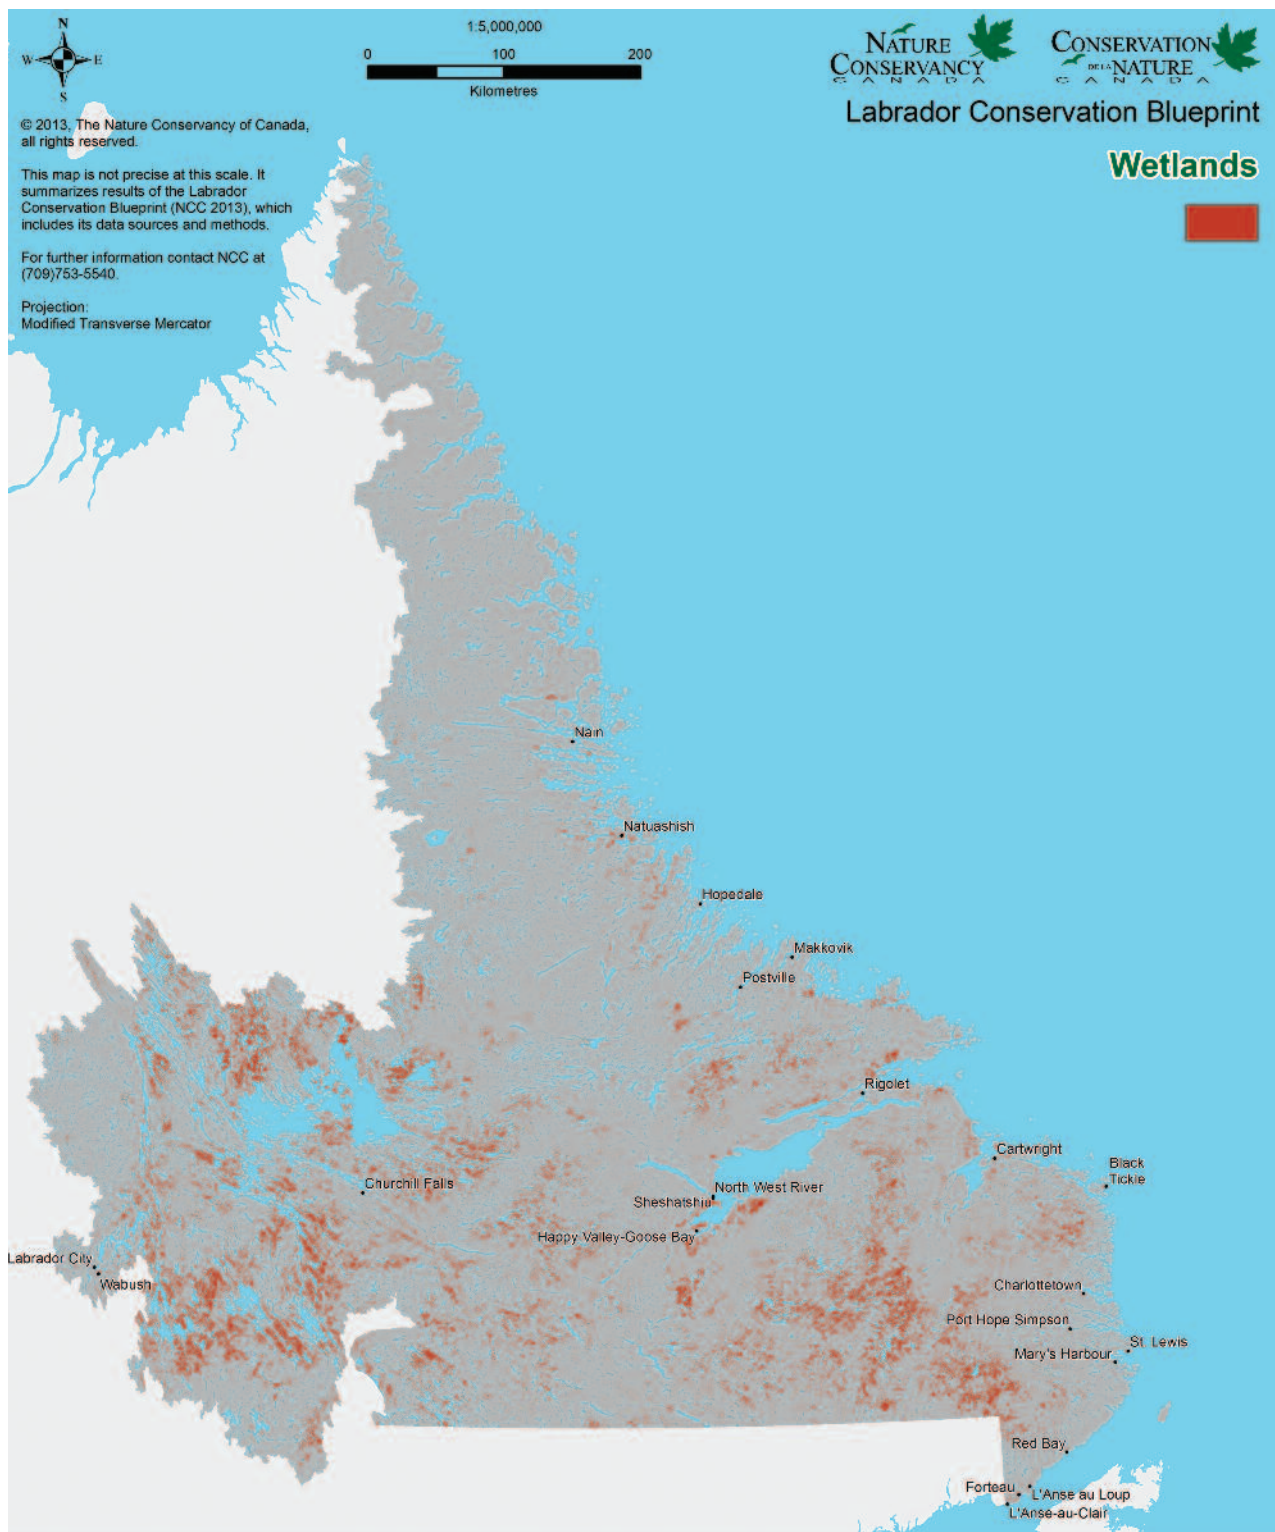 N
W E
S
1:5,000,000
0 100 200
Kilometres
NATURE
CONSERVANCY
CANADA
CONSERVATION
DE LA NATURE
CANADA
Labrador Conservation Blueprint
Wetlands
© 2013, The Nature Conservancy of Canada,
all rights reserved.
This map is not precise at this scale. It
summarizes results of the Labrador
Conservation Blueprint (NCC 2013), which
includes its data sources and methods.
For further information contact NCC at
(709)753-5540.
Projection:
Modified Transverse Mercator
Nain
Natuashish
Hopedale
Makkovik
Postville
Rigolet
Cartwright
Black
Tickle
Churchill Falls
North West River
Sheshatshiu
Happy Valley-Goose Bay
Labrador City
Wabush
Charlottetown
Port Hope Simpson
St. Lewis
Mary's Harbour
Red Bay
Forteau
L'Anse au Loup
L'Anse-au-Clair